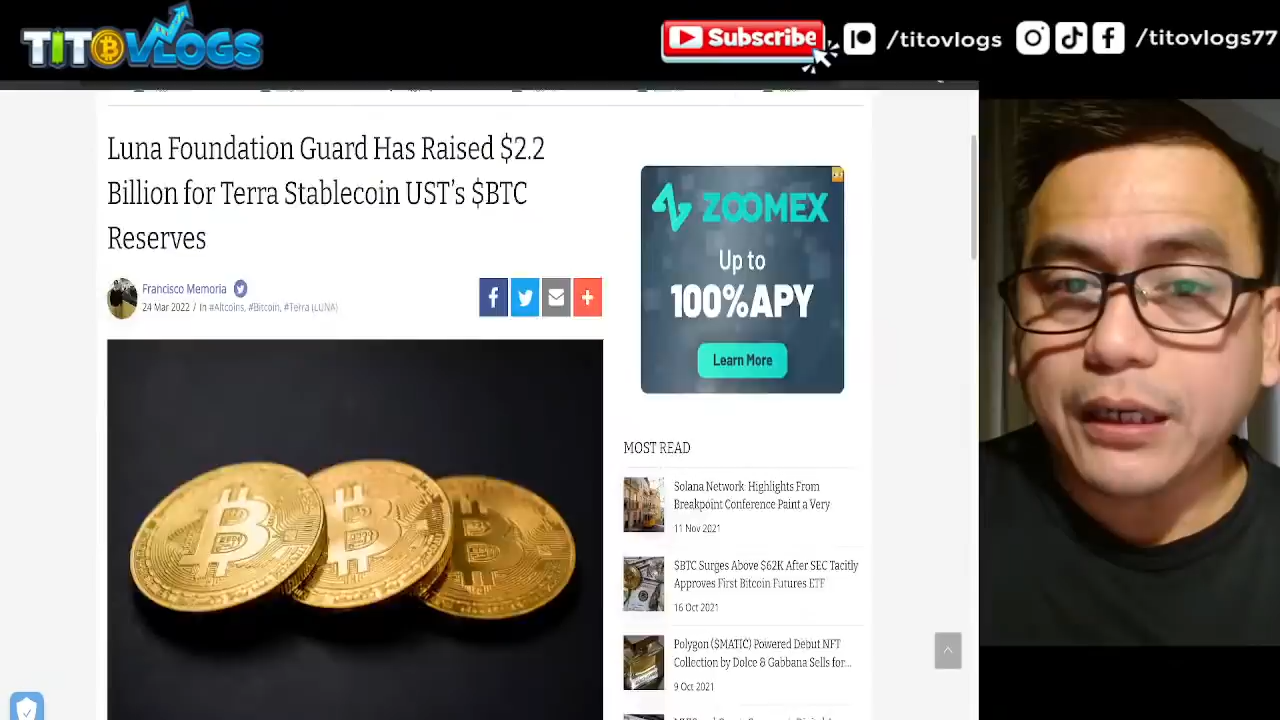 TITOVLOGS
Subscribe
/titovlogs
/titovlogs77
Luna Foundation Guard Has Raised $2.2
Billion for Terra Stablecoin UST's $BTC
Reserves
Francisco Memoria
24 Mar 2022 / In #Altcoins, #Bitcoin, #Terra (LUNA)
ZOOMEX
Up to
100%APY
Learn More
MOST READ
Solana Network Highlights From
Breakpoint Conference Paint a Very
11 Nov 2021
$BTC Surges Above $62K After SEC Tacitly
Approves First Bitcoin Futures ETF
16 Oct 2021
Polygon ($MATIC) Powered Debut NFT
Collection by Dolce & Gabbana Sells for...
9 Oct 2021